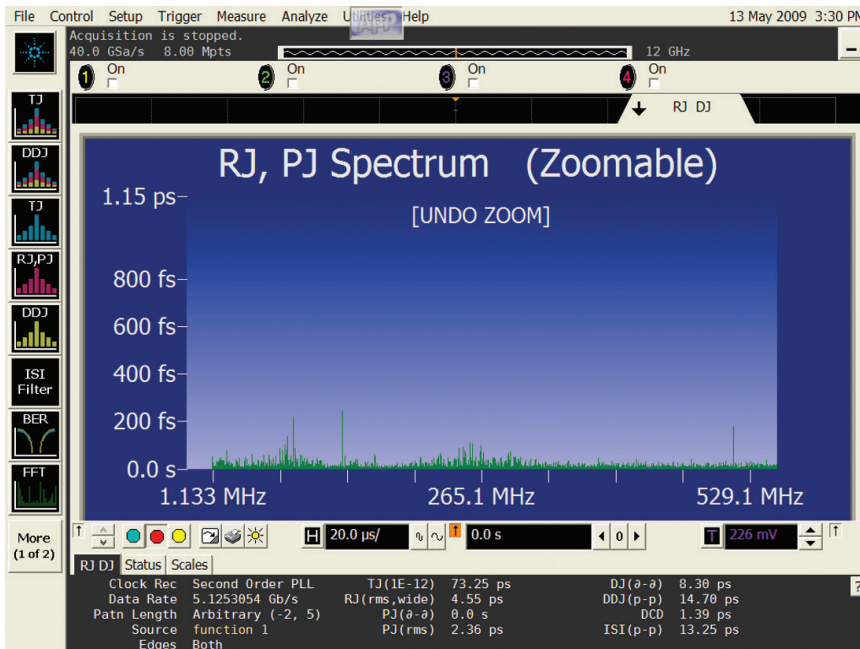 File Control Setup Trigger Measure Analyze Utilities Help 13 May 2009 3:30 PM
Acquisition is stopped.
40.0 GSa/s 8.00 Mpts 12 GHz
1 On 2 On 3 On 4 On
RJ DJ
TJ
DDJ
TJ
RJ,PJ
DDJ
ISI
Filter
BER
FFT
More
(1 of 2)
RJ, PJ Spectrum (Zoomable)
[UNDO ZOOM]
1.15 ps
800 fs
600 fs
400 fs
200 fs
0.0 s
1.133 MHz 265.1 MHz 529.1 MHz
H 20.0 µs/ 0.0 s 0 T 226 mV
RJ DJ Status Scales
Clock Rec Second Order PLL TJ(1E-12) 73.25 ps DJ(∂-∂) 8.30 ps
Data Rate 5.1253054 Gb/s RJ(rms,wide) 4.55 ps DDJ(p-p) 14.70 ps
Patn Length Arbitrary (-2, 5) PJ(∂-∂) 0.0 s DCD 1.39 ps
Source function 1 PJ(rms) 2.36 ps ISI(p-p) 13.25 ps
Edges Both
?